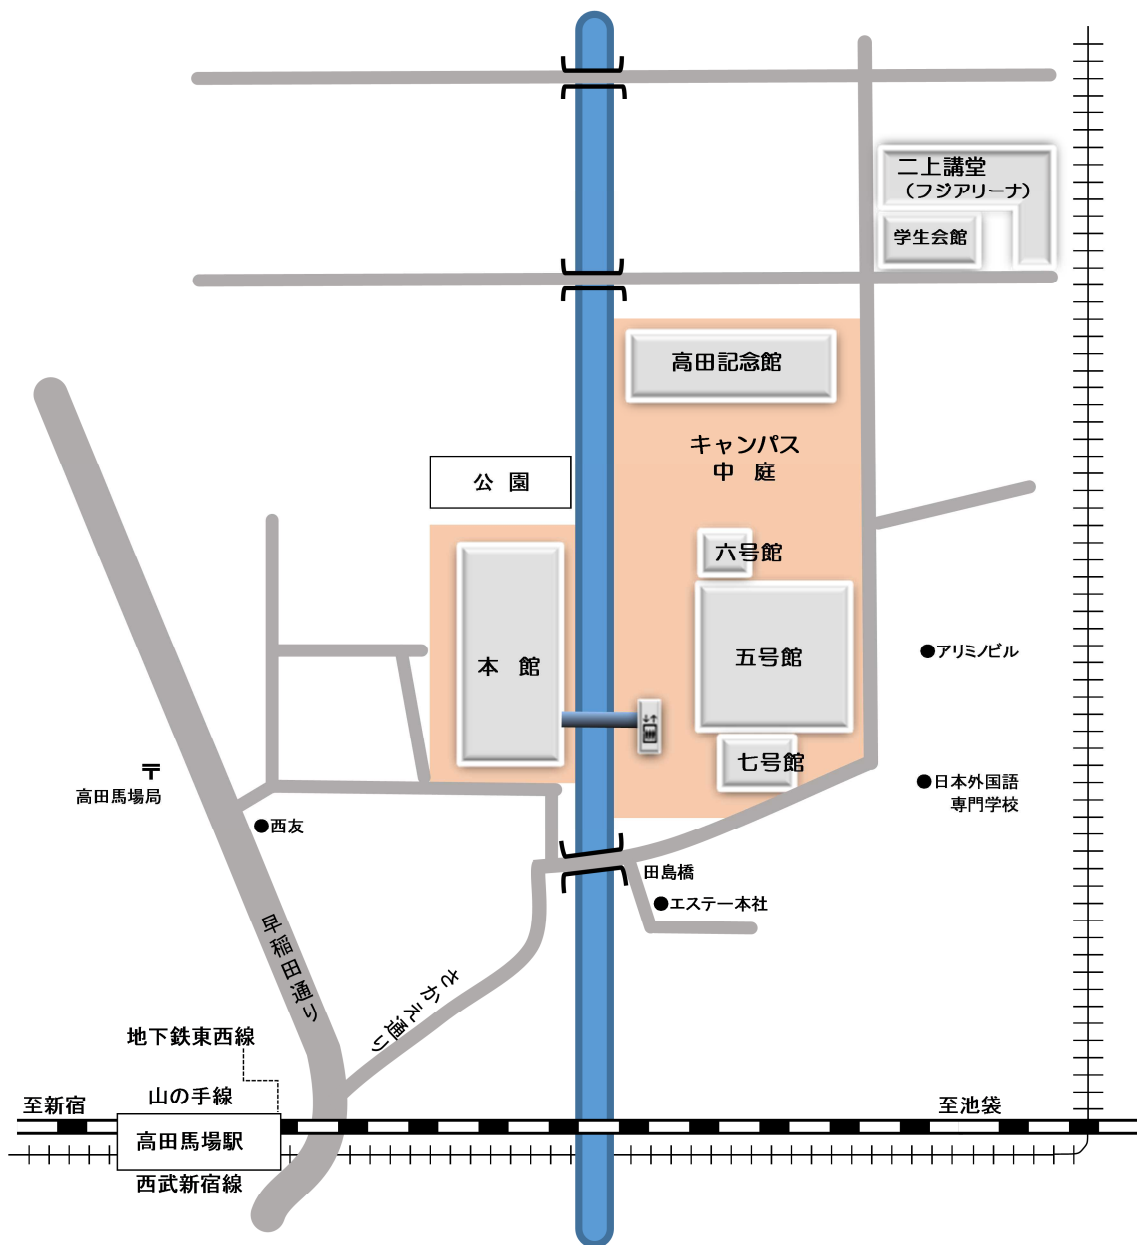 二上講堂
（フジアリーナ）
学生会館
高田記念館
キャンパス
中　庭
公　園
六号館
五号館
本　館
アリミノビル
七号館
〒
高田馬場局
日本外国語
専門学校
西友
田島橋
エステー本社
早稲田通り
さかえ通り
地下鉄東西線
山の手線
至新宿
至池袋
高田馬場駅
西武新宿線